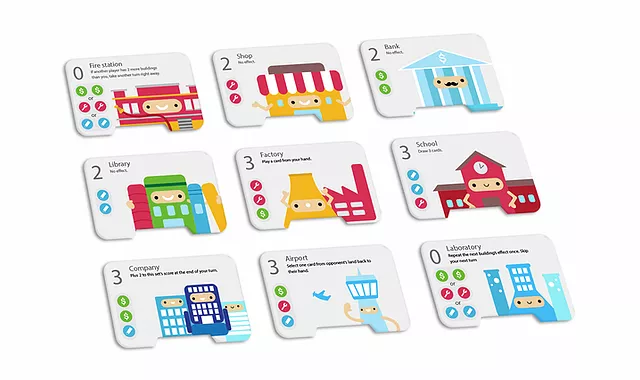 0
Fire station
If another player has 2 more buildings
than you, take another turn right away.
$ $
or
or
2
Shop
No effect.
2
Bank
No effect.
$
$
$
2
Library
No effect.
3
Factory
Play a card from your hand.
$
3
School
Draw 3 cards.
3
Company
Plus 2 to this set's score at the end of your turn.
$
$
3
Airport
Select one card from opponent's land back to
their hand.
$
0
Laboratory
Repeat the next buildings effect once. Skip
your next turn
$ $
or
or